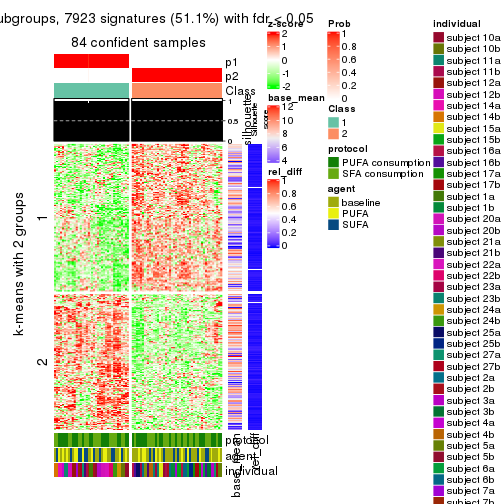 ubgroups, 7923 signatures (51.1%) with fdr < 0.05
84 confident samples
p1
p2
Class
1
0.5
0
silhouette
k-means with 2 groups
1
2
protocol
agent
individual
base_mean
rel_diff
z-score
2
1
0
-1
-2
base_mean
12
10
8
6
4
rel_diff
1
0.8
0.6
0.4
0.2
0
Prob
1
0.8
0.6
0.4
0.2
0
Class
1
2
protocol
PUFA consumption
SFA consumption
agent
baseline
PUFA
SUFA
individual
subject 10a
subject 10b
subject 11a
subject 11b
subject 12a
subject 12b
subject 14a
subject 14b
subject 15a
subject 15b
subject 16a
subject 16b
subject 17a
subject 17b
subject 1a
subject 1b
subject 20a
subject 20b
subject 21a
subject 21b
subject 22a
subject 22b
subject 23a
subject 23b
subject 24a
subject 24b
subject 25a
subject 25b
subject 27a
subject 27b
subject 2a
subject 2b
subject 3a
subject 3b
subject 4a
subject 4b
subject 5a
subject 5b
subject 6a
subject 6b
subject 7a
subject 7b